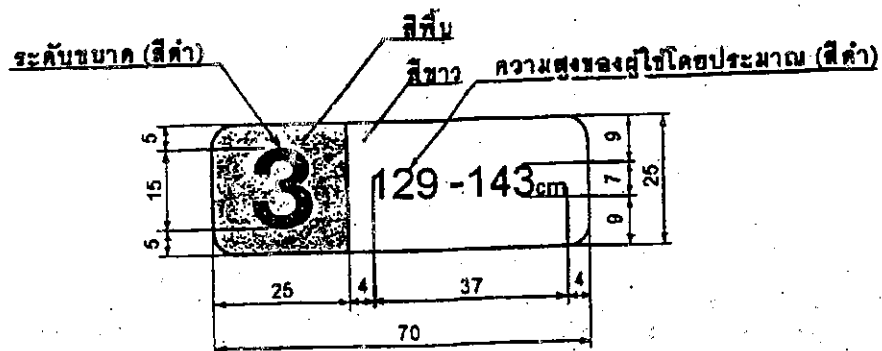 สีพื้น
ระดับขนาด (สีดำ)
สีขาว
ความสูงของผู้ใช้โดยประมาณ (สีดำ)
5
15
5
3
129 -143cm
9
7
9
25
25
4
37
4
70